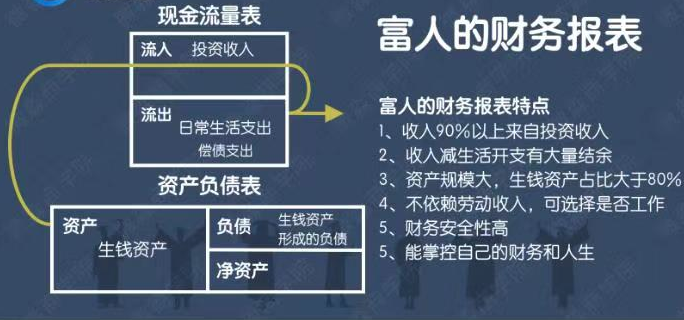 现金流量表
流入 投资收入
流出
日常生活支出
偿债支出
资产负债表
资产
生钱资产
负债
生钱资产
形成的负债
净资产
富人的财务报表
富人的财务报表特点
1、收入90%以上来自投资收入
2、收入减生活开支有大量结余
3、资产规模大，生钱资产占比大于80%
4、不依赖劳动收入，可选择是否工作
5、财务安全性高
5、能掌控自己的财务和人生